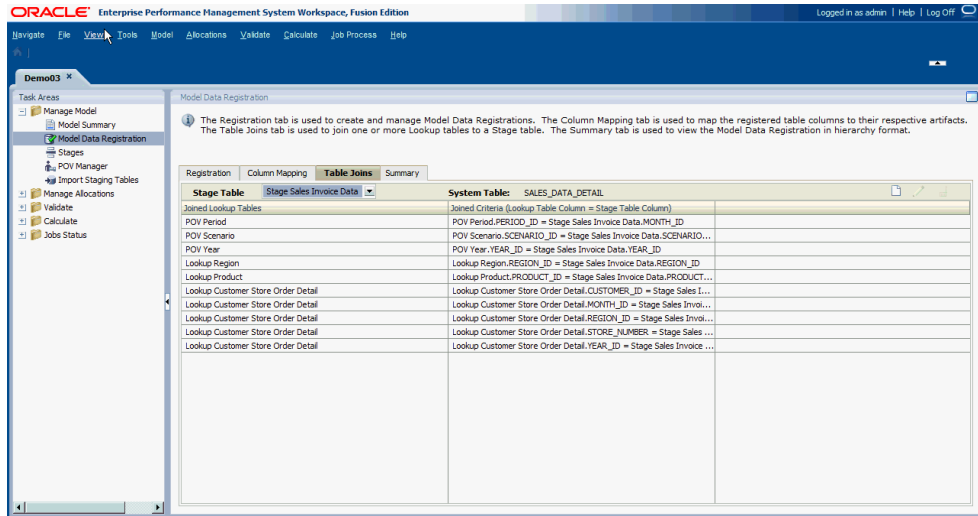 ORACLE Enterprise Performance Management System Workspace, Fusion Edition
Logged in as admin | Help | Log Off
Navigate File View Tools Model Allocations Validate Calculate Job Process Help
Demo03 ×
Task Areas
Manage Model
Model Summary
Model Data Registration
Stages
POV Manager
Import Staging Tables
Manage Allocations
Validate
Calculate
Jobs Status
Model Data Registration
The Registration tab is used to create and manage Model Data Registrations. The Column Mapping tab is used to map the registered table columns to their respective artifacts.
The Table Joins tab is used to join one or more Lookup tables to a Stage table. The Summary tab is used to view the Model Data Registration in hierarchy format.
Registration Column Mapping Table Joins Summary
Stage Table Stage Sales Invoice Data System Table: SALES_DATA_DETAIL
Joined Lookup Tables Joined Criteria (Lookup Table Column = Stage Table Column)
POV Period POV Period.PERIOD_ID = Stage Sales Invoice Data.MONTH_ID
POV Scenario POV Scenario.SCENARIO_ID = Stage Sales Invoice Data.SCENARIO...
POV Year POV Year.YEAR_ID = Stage Sales Invoice Data.YEAR_ID
Lookup Region Lookup Region.REGION_ID = Stage Sales Invoice Data.REGION_ID
Lookup Product Lookup Product.PRODUCT_ID = Stage Sales Invoice Data.PRODUCT...
Lookup Customer Store Order Detail Lookup Customer Store Order Detail.CUSTOMER_ID = Stage Sales I...
Lookup Customer Store Order Detail Lookup Customer Store Order Detail.MONTH_ID = Stage Sales Invoi...
Lookup Customer Store Order Detail Lookup Customer Store Order Detail.REGION_ID = Stage Sales Invoi...
Lookup Customer Store Order Detail Lookup Customer Store Order Detail.STORE_NUMBER = Stage Sales ...
Lookup Customer Store Order Detail Lookup Customer Store Order Detail.YEAR_ID = Stage Sales Invoice ...